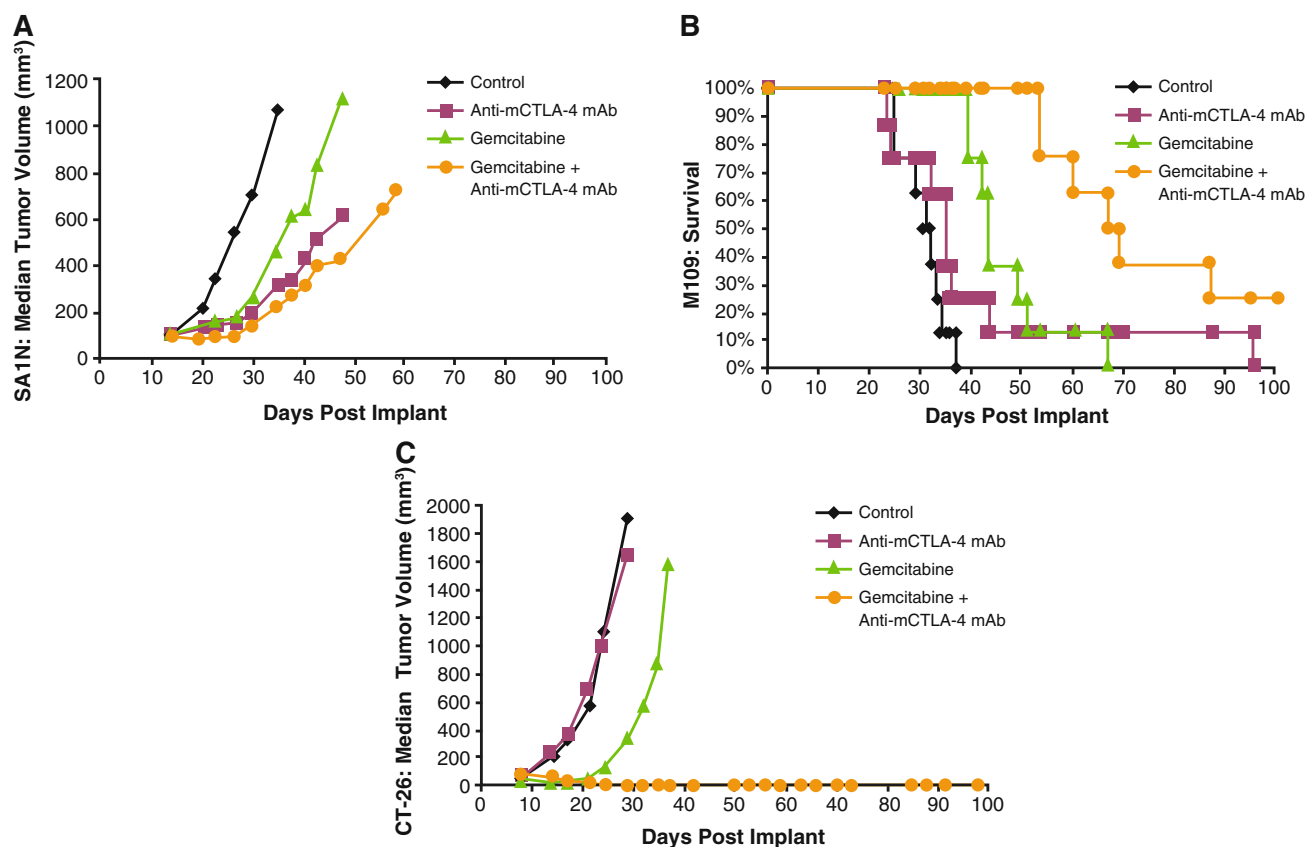 A
SA1N: Median Tumor Volume (mm³)
1200
1000
800
600
400
200
0
0 10 20 30 40 50 60 70 80 90 100
Days Post Implant
Control
Anti-mCTLA-4 mAb
Gemcitabine
Gemcitabine +
Anti-mCTLA-4 mAb
B
M109: Survival
100%
90%
80%
70%
60%
50%
40%
30%
20%
10%
0%
0 10 20 30 40 50 60 70 80 90 100
Days Post Implant
Control
Anti-mCTLA-4 mAb
Gemcitabine
Gemcitabine +
Anti-mCTLA-4 mAb
C
CT-26: Median Tumor Volume (mm³)
2000
1800
1600
1400
1200
1000
800
600
400
200
0
0 10 20 30 40 50 60 70 80 90 100
Days Post Implant
Control
Anti-mCTLA-4 mAb
Gemcitabine
Gemcitabine +
Anti-mCTLA-4 mAb